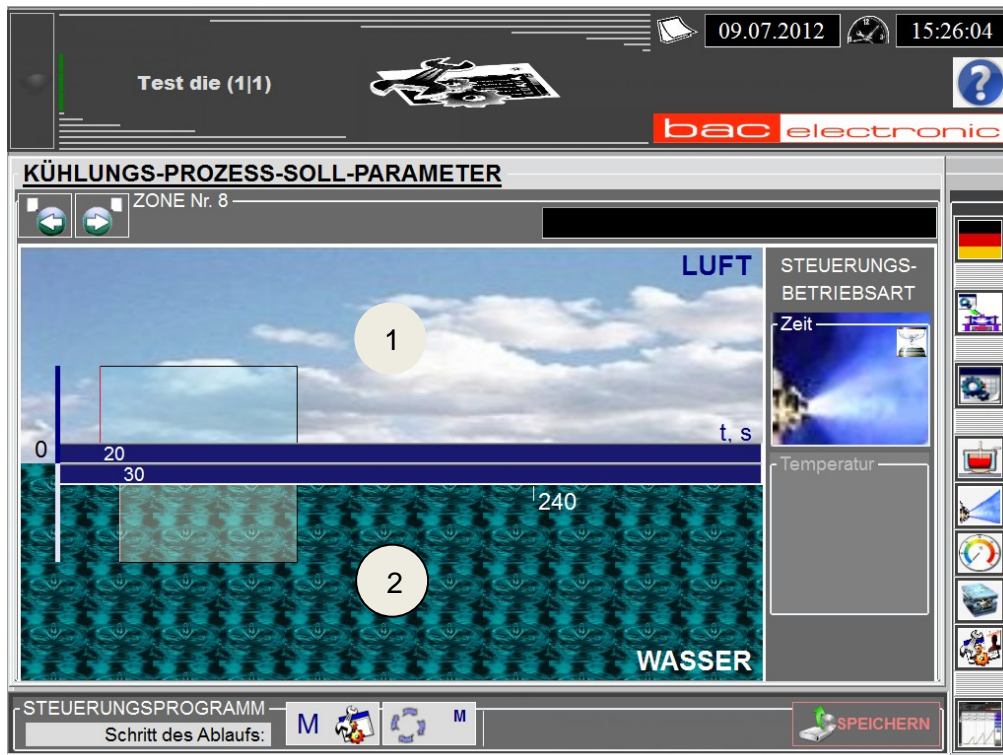 09.07.2012
15:26:04
Test die (1|1)
?
bac electronic
KÜHLUNGS-PROZESS-SOLL-PARAMETER
ZONE Nr. 8
LUFT
STEUERUNGS-
BETRIEBSART
Zeit
1
t, s
0
20
30
Temperatur
240
2
WASSER
STEUERUNGSPROGRAMM
Schritt des Ablaufs:
M
M
SPEICHERN